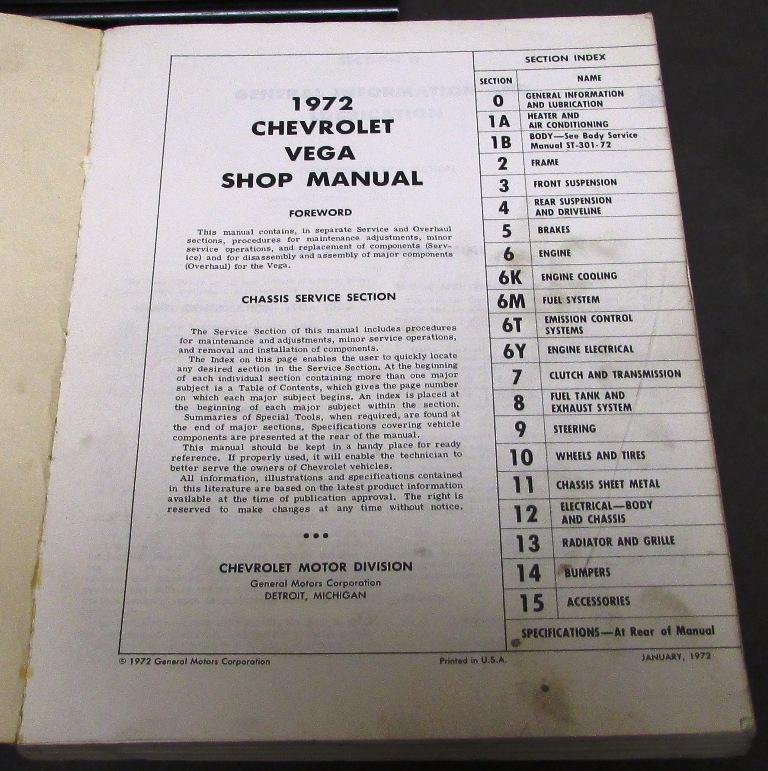 1972
CHEVROLET
VEGA
SHOP MANUAL
FOREWORD
This manual contains, in separate Service and Overhaul
sections, procedures for maintenance adjustments, minor
service operations, and replacement of components (Serv-
ice) and for disassembly and assembly of major components
(Overhaul) for the Vega.
CHASSIS SERVICE SECTION
The Service Section of this manual includes procedures
for maintenance and adjustments, minor service operations,
and removal and installation of components.
The Index on this page enables the user to quickly locate
any desired section in the Service Section. At the beginning
of each individual section containing more than one major
subject is a Table of Contents, which gives the page number
on which each major subject begins. An index is placed at
the beginning of each major subject within the section.
Summaries of Special Tools, when required, are found at
the end of major sections. Specifications covering vehicle
components are presented at the rear of the manual.
This manual should be kept in a handy place for ready
reference. If properly used, it will enable the technician to
better serve the owners of Chevrolet vehicles.
All information, illustrations and specifications contained
in this literature are based on the latest product information
available at the time of publication approval. The right is
reserved to make changes at any time without notice.
•••
CHEVROLET MOTOR DIVISION
General Motors Corporation
DETROIT, MICHIGAN
SECTION INDEX
SECTION NAME
0 GENERAL INFORMATION
AND LUBRICATION
1A HEATER AND
AIR CONDITIONING
1B BODY—See Body Service
Manual ST-301-72
2 FRAME
3 FRONT SUSPENSION
4 REAR SUSPENSION
AND DRIVELINE
5 BRAKES
6 ENGINE
6K ENGINE COOLING
6M FUEL SYSTEM
6T EMISSION CONTROL
SYSTEMS
6Y ENGINE ELECTRICAL
7 CLUTCH AND TRANSMISSION
8 FUEL TANK AND
EXHAUST SYSTEM
9 STEERING
10 WHEELS AND TIRES
11 CHASSIS SHEET METAL
12 ELECTRICAL—BODY
AND CHASSIS
13 RADIATOR AND GRILLE
14 BUMPERS
15 ACCESSORIES
SPECIFICATIONS—At Rear of Manual
© 1972 General Motors Corporation Printed in U.S.A. JANUARY, 1972